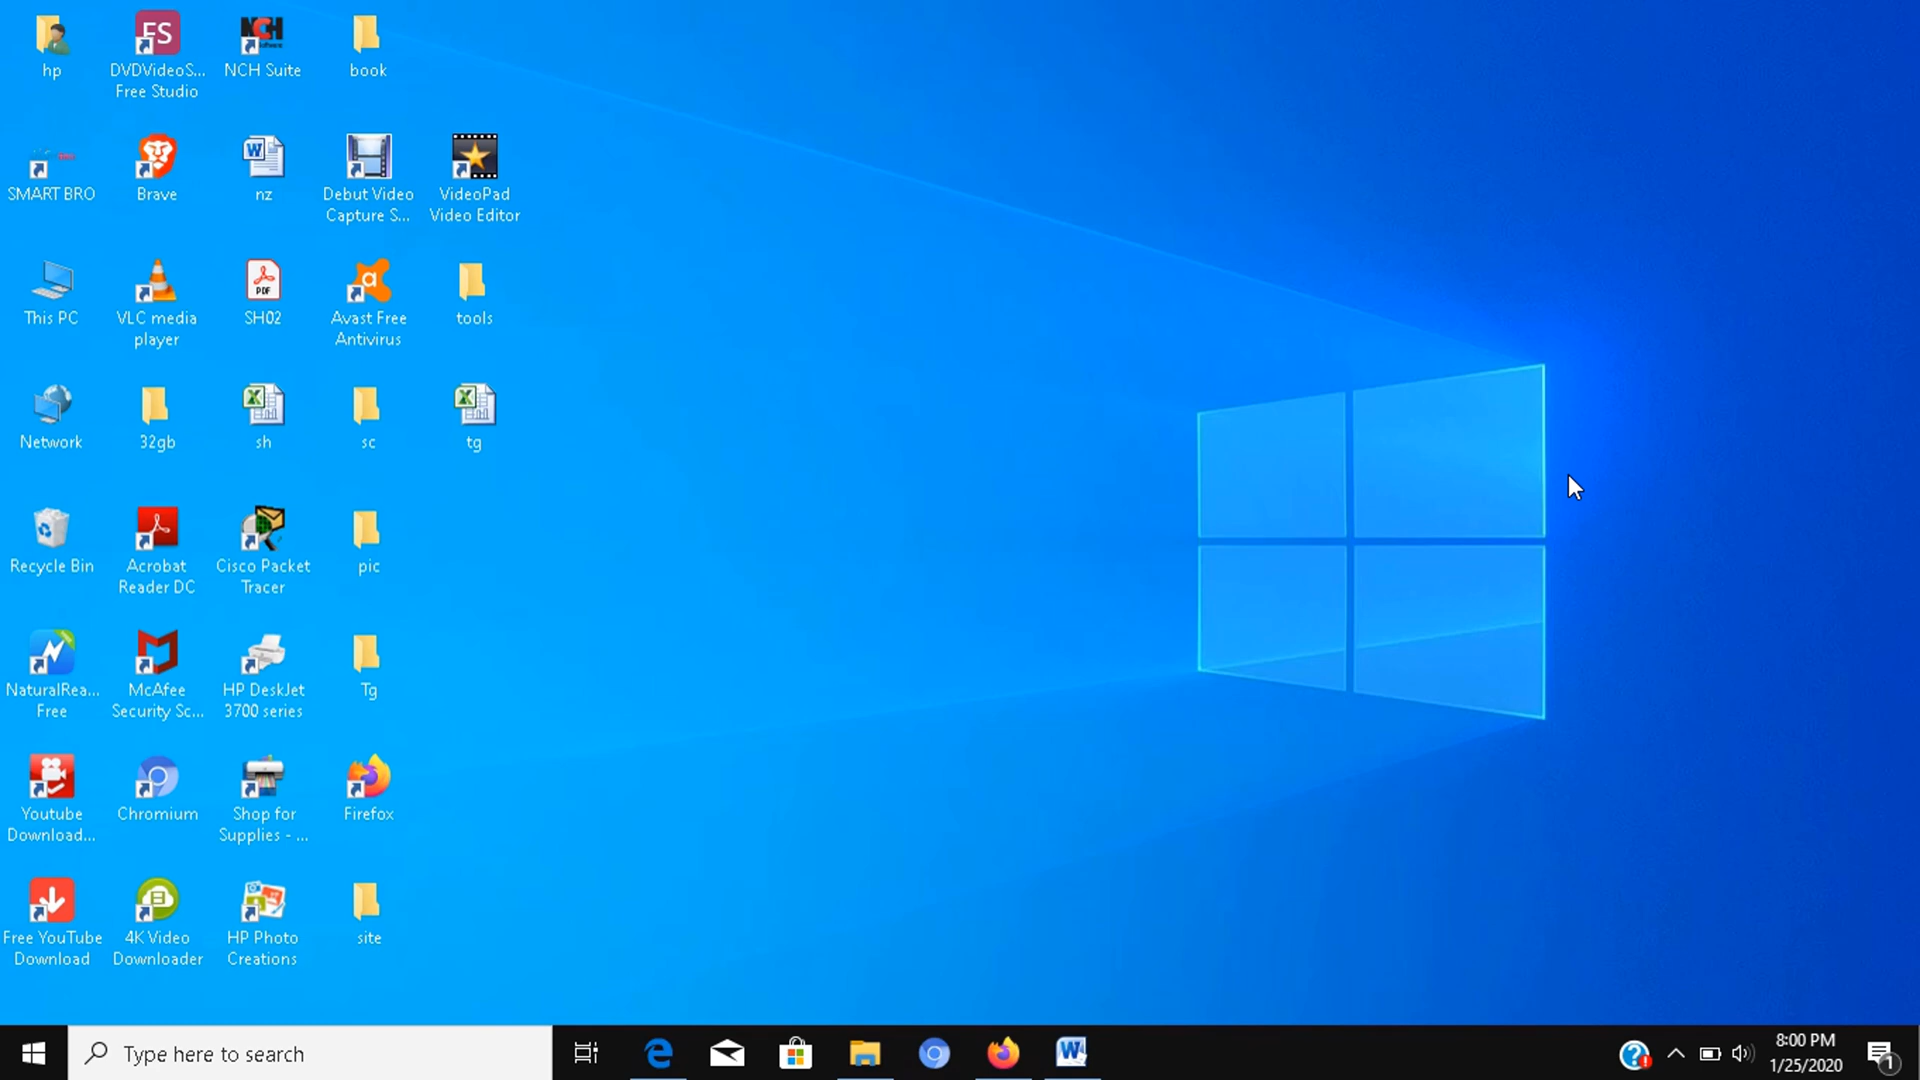 hp
DVDVideoS...
Free Studio
NCH Suite
book
SMART BRO
Brave
nz
Debut Video
Capture S...
VideoPad
Video Editor
This PC
VLC media
player
SH02
Avast Free
Antivirus
tools
Network
32gb
sh
sc
tg
Recycle Bin
Acrobat
Reader DC
Cisco Packet
Tracer
pic
NaturalRea...
Free
McAfee
Security Sc...
HP DeskJet
3700 series
Tg
Youtube
Download...
Chromium
Shop for
Supplies - ...
Firefox
Free YouTube
Download
4K Video
Downloader
HP Photo
Creations
site
Type here to search
8:00 PM
1/25/2020
1